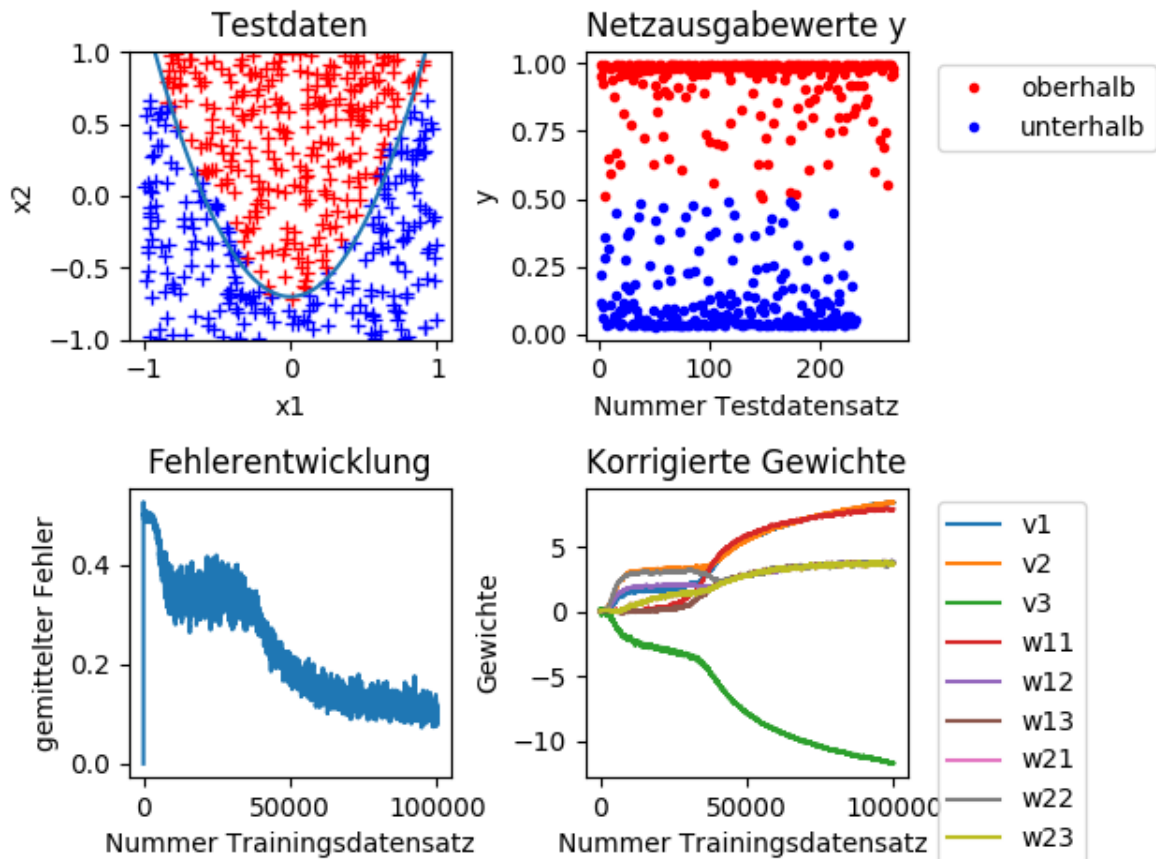 Testdaten
1.0
0.5
0.0
−0.5
−1.0
x2
−1
0
1
x1
Netzausgabewerte y
1.00
0.75
0.50
0.25
0.00
y
0
100
200
Nummer Testdatensatz
oberhalb
unterhalb
Fehlerentwicklung
0.4
0.2
0.0
gemittelter Fehler
0
50000
100000
Nummer Trainingsdatensatz
Korrigierte Gewichte
5
0
−5
−10
Gewichte
0
50000
100000
Nummer Trainingsdatensatz
v1
v2
v3
w11
w12
w13
w21
w22
w23